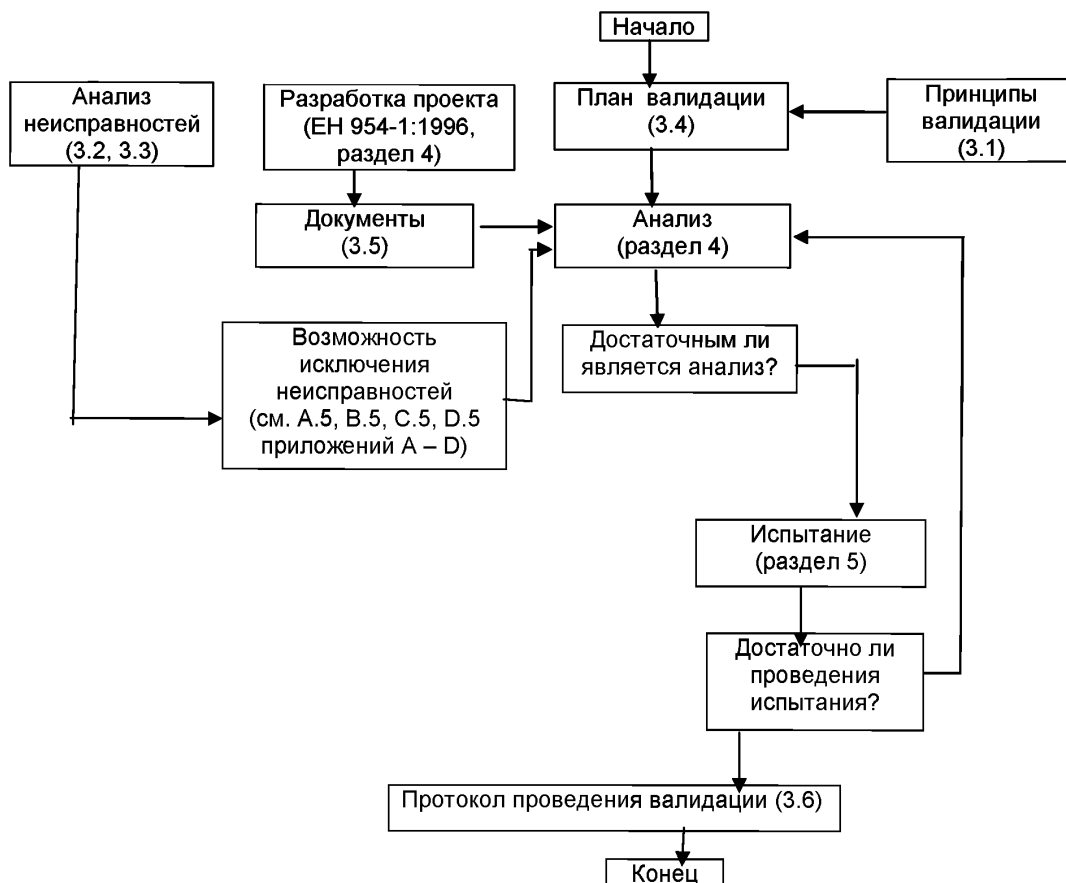 Начало
Анализ
неисправностей
(3.2, 3.3)
Разработка проекта
(ЕН 954-1:1996,
раздел 4)
План валидации
(3.4)
Принципы
валидации
(3.1)
Документы
(3.5)
Анализ
(раздел 4)
Возможность
исключения
неисправностей
(см. А.5, В.5, С.5, D.5
приложений А – D)
Достаточным ли
является анализ?
Испытание
(раздел 5)
Достаточно ли
проведения
испытания?
Протокол проведения валидации (3.6)
Конец